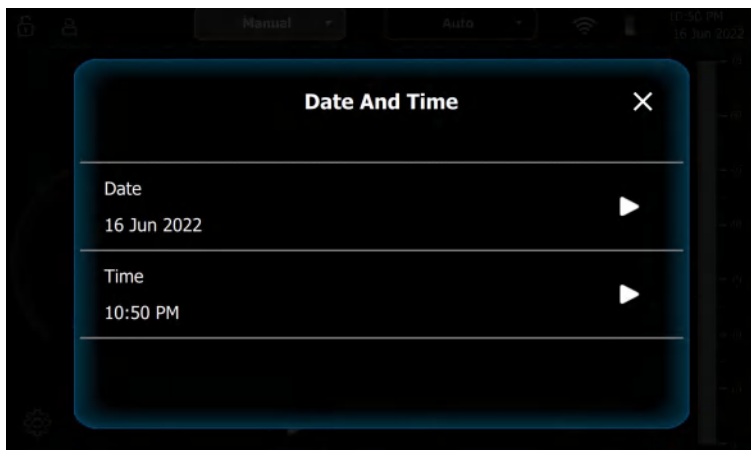 Manual
Auto
10:50 PM
16 Jun 2022
Date And Time
Date
16 Jun 2022
Time
10:50 PM